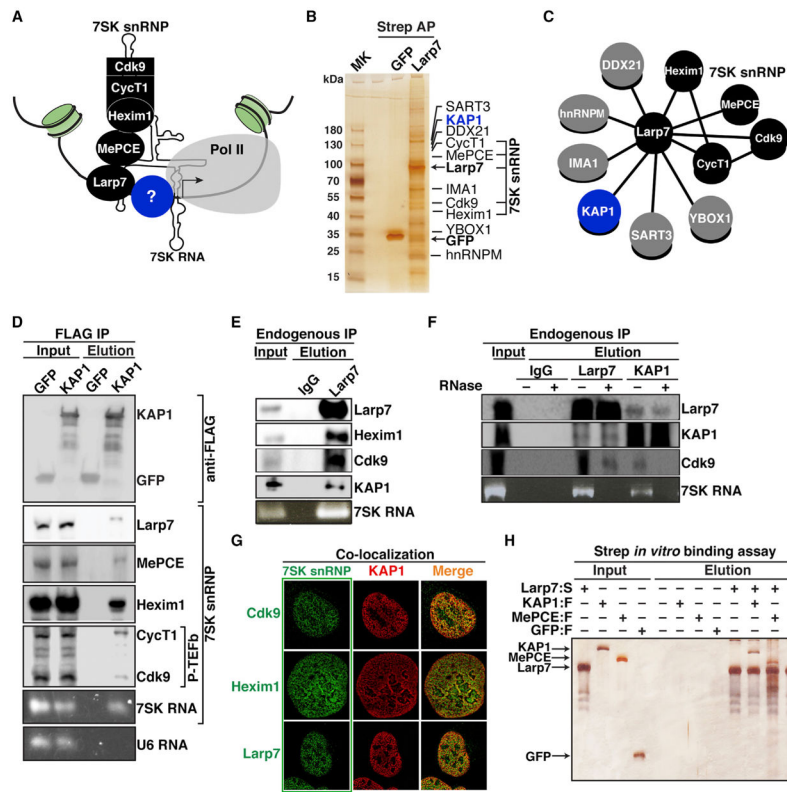 A
7SK snRNP
Cdk9
CycT1
Hexim1
MePCE
Larp7
?
Pol II
7SK RNA
B
Strep AP
MK
GFP
Larp7
kDa
180
130
100
70
55
40
35
25
15
SART3
KAP1
DDX21
CycT1
MePCE
Larp7
IMA1
Cdk9
Hexim1
YBOX1
GFP
hnRNPM
7SK snRNP
C
7SK snRNP
DDX21
Hexim1
hnRNPM
MePCE
Larp7
Cdk9
IMA1
CycT1
KAP1
YBOX1
SART3
D
FLAG IP
Input Elution
GFP KAP1 GFP KAP1
KAP1
GFP
anti-FLAG
Larp7
MePCE
Hexim1
CycT1
Cdk9
P-TEFb
7SK RNA
7SK snRNP
U6 RNA
E
Endogenous IP
Input Elution
IgG Larp7
Larp7
Hexim1
Cdk9
KAP1
7SK RNA
F
Endogenous IP
Input Elution
IgG Larp7 KAP1
RNase – + – + – +
Larp7
KAP1
Cdk9
7SK RNA
G
Co-localization
7SK snRNP KAP1 Merge
Cdk9
Hexim1
Larp7
H
Strep in vitro binding assay
Input Elution
Larp7:S + – – – – – – – + + +
KAP1:F – + – – – + – – – + –
MePCE:F – – + – – – + – – – +
GFP:F – – – + – – – + – – –
KAP1
MePCE
Larp7
GFP